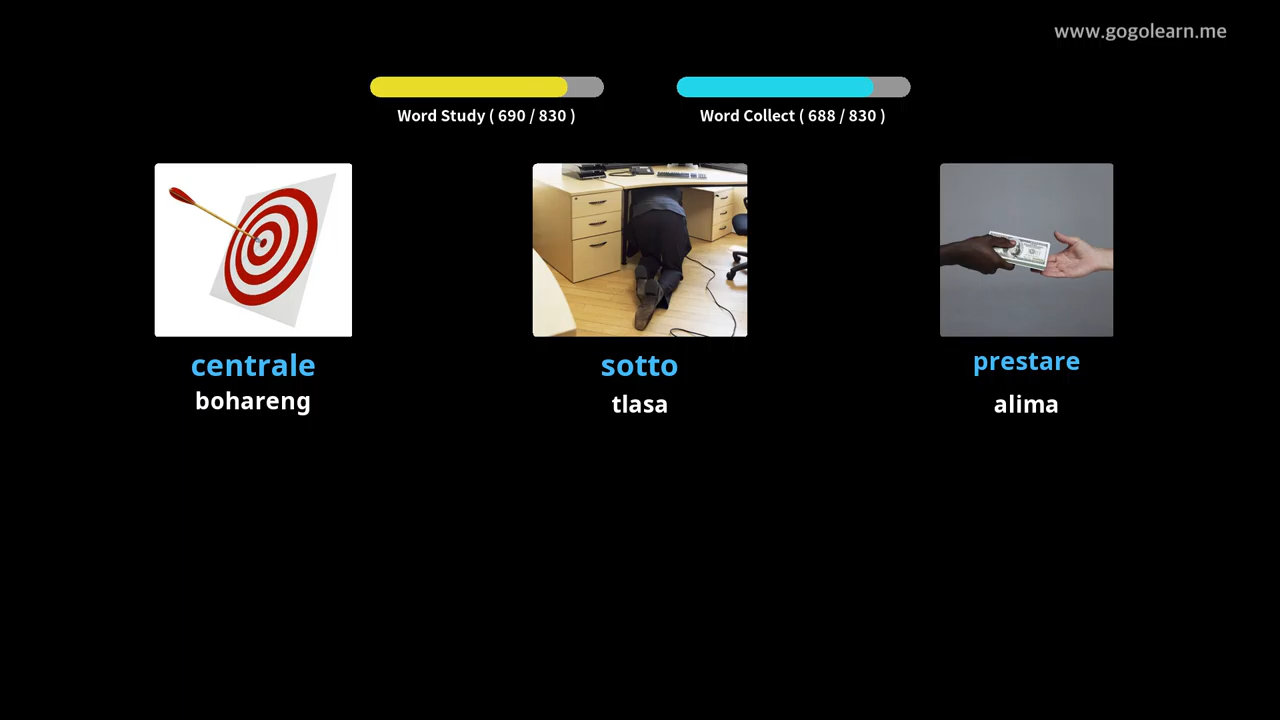 www.gogolearn.me
Word Study ( 690 / 830 )
Word Collect ( 688 / 830 )
centrale
bohareng
sotto
tlasa
prestare
alima